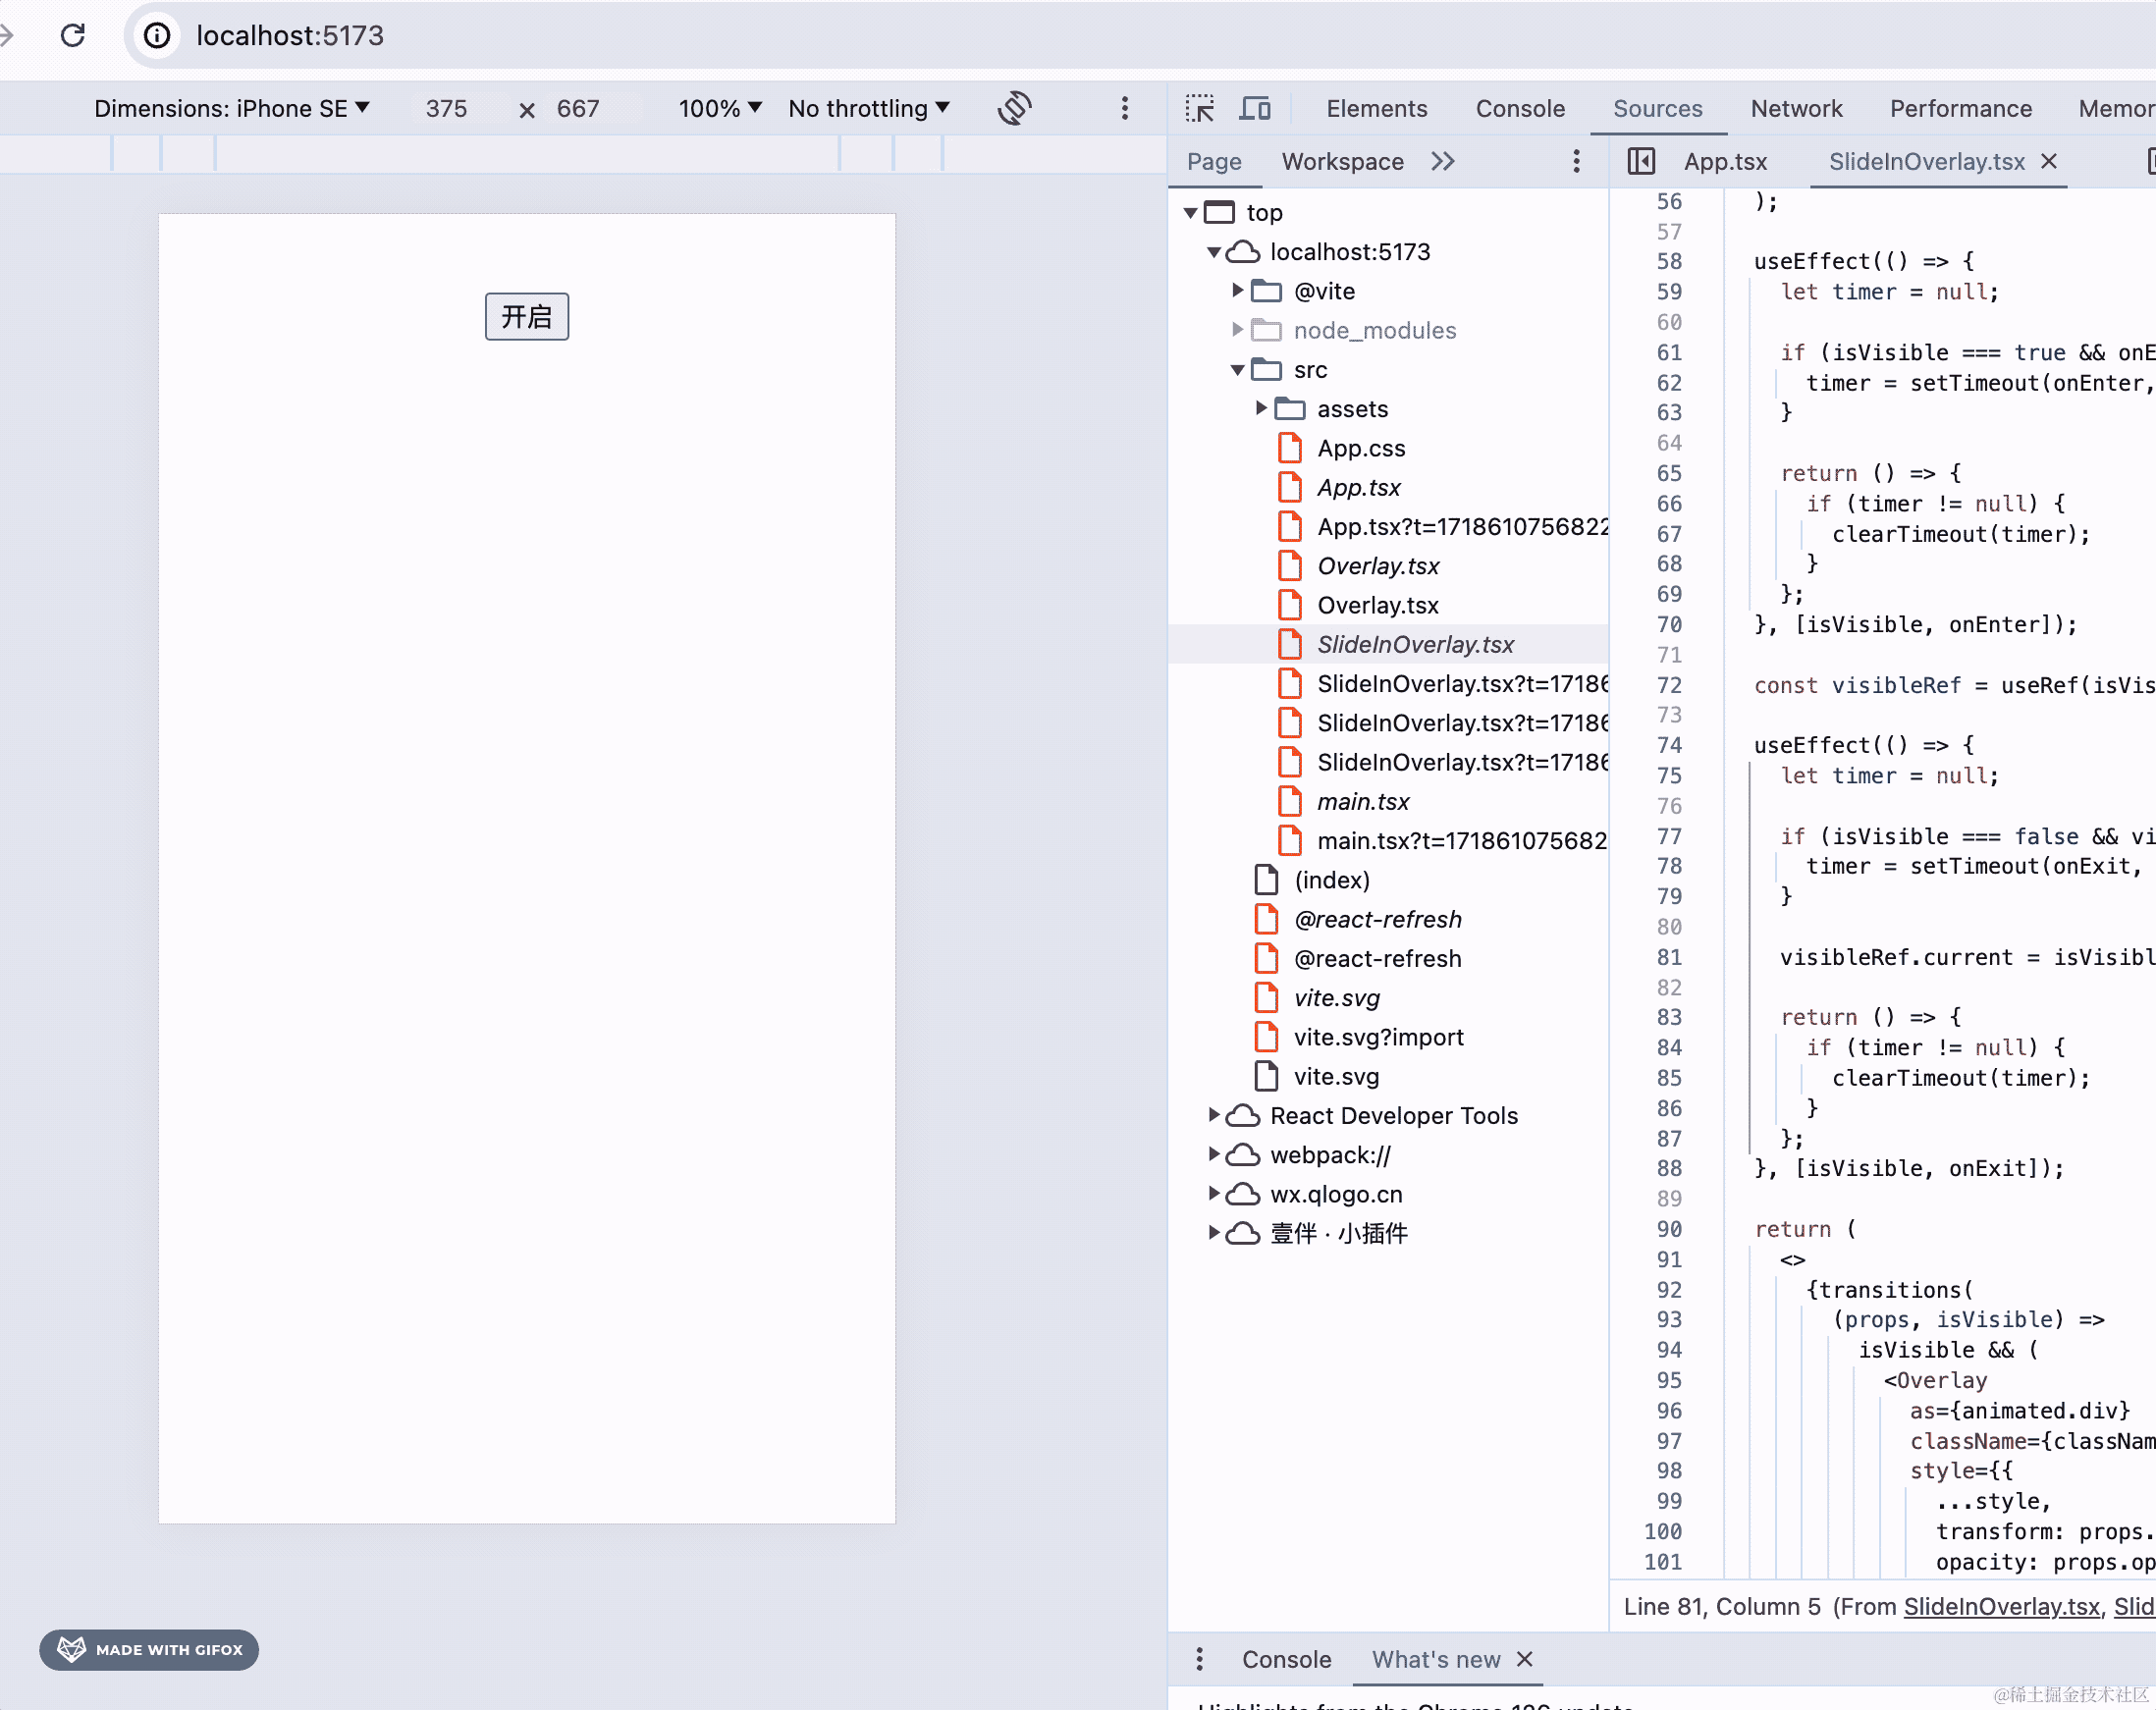 localhost:5173
Dimensions: iPhone SE 375 × 667 100% No throttling
Elements Console Sources Network Performance Memor
Page Workspace
App.tsx SlideInOverlay.tsx
top
localhost:5173
@vite
node_modules
src
assets
App.css
App.tsx
App.tsx?t=1718610756822
Overlay.tsx
Overlay.tsx
SlideInOverlay.tsx
SlideInOverlay.tsx?t=17186
SlideInOverlay.tsx?t=17186
SlideInOverlay.tsx?t=17186
main.tsx
main.tsx?t=171861075682
(index)
@react-refresh
@react-refresh
vite.svg
vite.svg?import
vite.svg
React Developer Tools
webpack://
wx.qlogo.cn
壹伴 · 小插件
开启
56 );
57
58 useEffect(() => {
59 let timer = null;
60
61 if (isVisible === true && onE
62 timer = setTimeout(onEnter,
63 }
64
65 return () => {
66 if (timer != null) {
67 clearTimeout(timer);
68 }
69 };
70 }, [isVisible, onEnter]);
71
72 const visibleRef = useRef(isVis
73
74 useEffect(() => {
75 let timer = null;
76
77 if (isVisible === false && vi
78 timer = setTimeout(onExit,
79 }
80
81 visibleRef.current = isVisibl
82
83 return () => {
84 if (timer != null) {
85 clearTimeout(timer);
86 }
87 };
88 }, [isVisible, onExit]);
89
90 return (
91 <>
92 {transitions(
93 (props, isVisible) =>
94 isVisible && (
95 <Overlay
96 as={animated.div}
97 className={classNam
98 style={{
99 ...style,
100 transform: props.
101 opacity: props.op
Line 81, Column 5 (From SlideInOverlay.tsx, Slid
MADE WITH GIFOX
Console What's new
Highlights from the Chrome 126 update
@稀土掘金技术社区